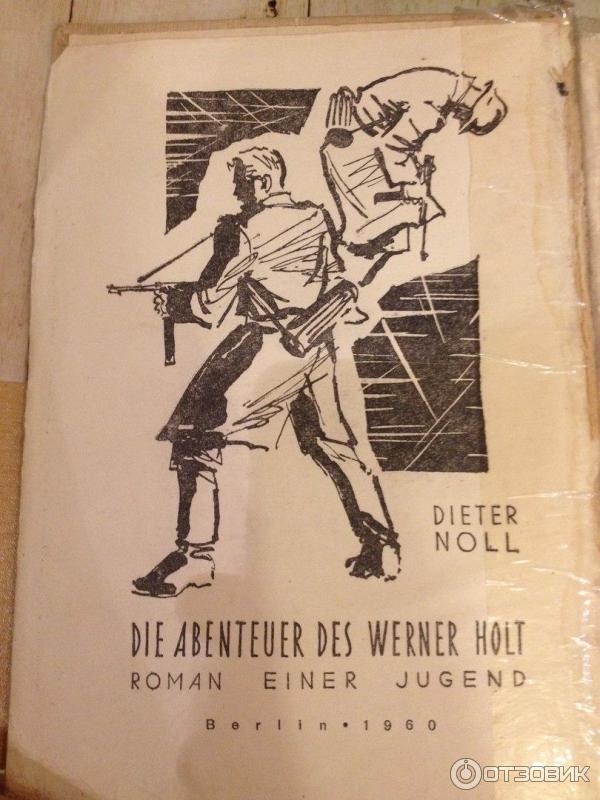 DIETER
NOLL
DIE ABENTEUER DES WERNER HOLT
ROMAN EINER JUGEND
Berlin • 1960
ОТЗОВИК